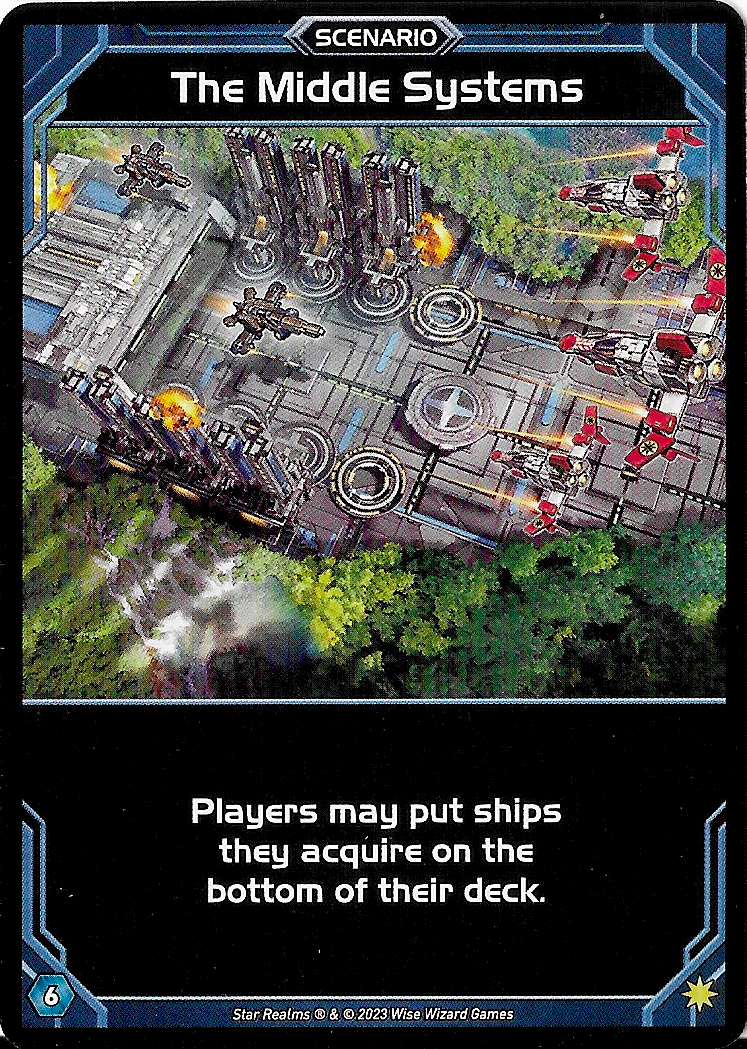 SCENARIO
The Middle Systems
Players may put ships
they acquire on the
bottom of their deck.
6
Star Realms ® & © 2023 Wise Wizard Games